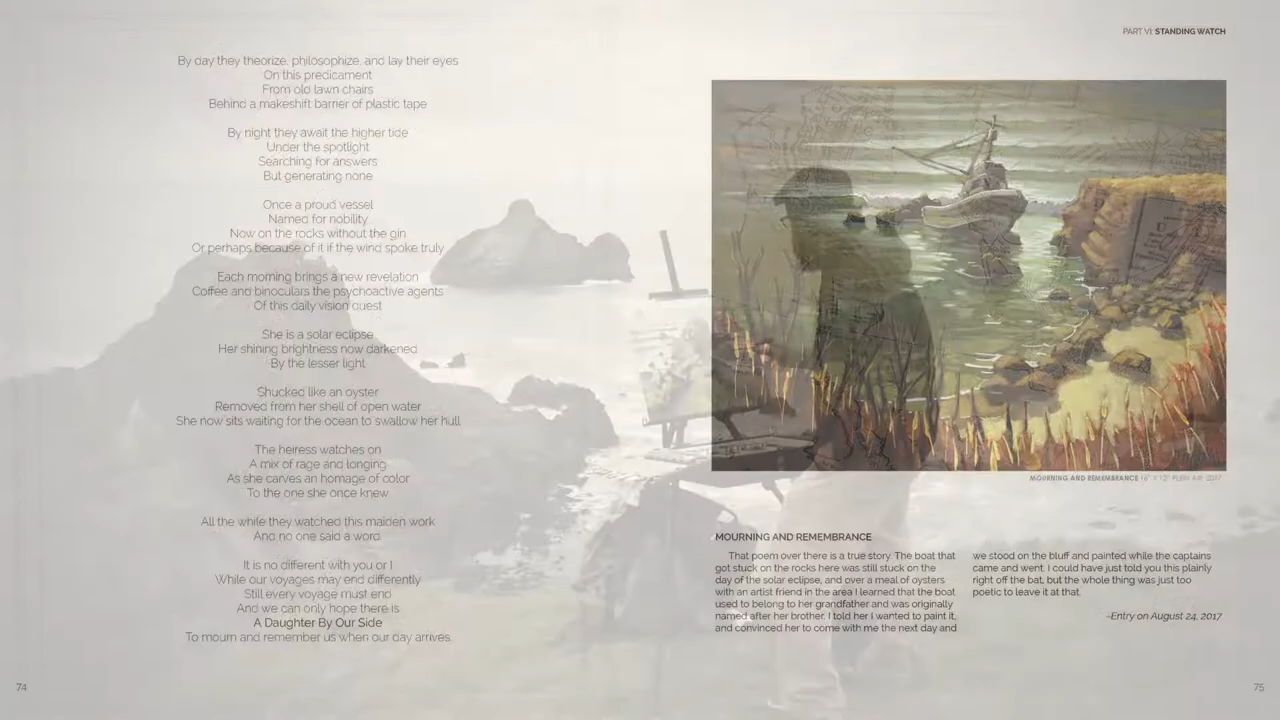 By day they theorize, philosophize, and lay their eyes
On this predicament
From old lawn chairs
Behind a makeshift barrier of plastic tape
By night they await the higher tide
Under the spotlight
Searching for answers
But generating none
Once a proud vessel
Named for nobility
Now on the rocks without the gin
Or perhaps because of it if the wind spoke truly
Each morning brings a new revelation
Coffee and binoculars the psychoactive agents
Of this daily vision quest
She is a solar eclipse
Her shining brightness now darkened
By the lesser light
Shucked like an oyster
Removed from her shell of open water
She now sits waiting for the ocean to swallow her hull
The heiress watches on
A mix of rage and longing
As she carves an homage of color
To the one she once knew
All the while they watched this maiden work
And no one said a word
It is no different with you or I
While our voyages may end differently
Still every voyage must end
And we can only hope there is
A Daughter By Our Side
To mourn and remember us when our day arrives
74
PART VI: STANDING WATCH
MOURNING AND REMEMBRANCE 16" X 12" PLEIN AIR, 2017
MOURNING AND REMEMBRANCE
That poem over there is a true story. The boat that
got stuck on the rocks here was still stuck on the
day of the solar eclipse, and over a meal of oysters
with an artist friend in the area I learned that the boat
used to belong to her grandfather and was originally
named after her brother. I told her I wanted to paint it,
and convinced her to come with me the next day and
we stood on the bluff and painted while the captains
came and went. I could have just told you this plainly
right off the bat, but the whole thing was just too
poetic to leave it at that.
-Entry on August 24, 2017
75